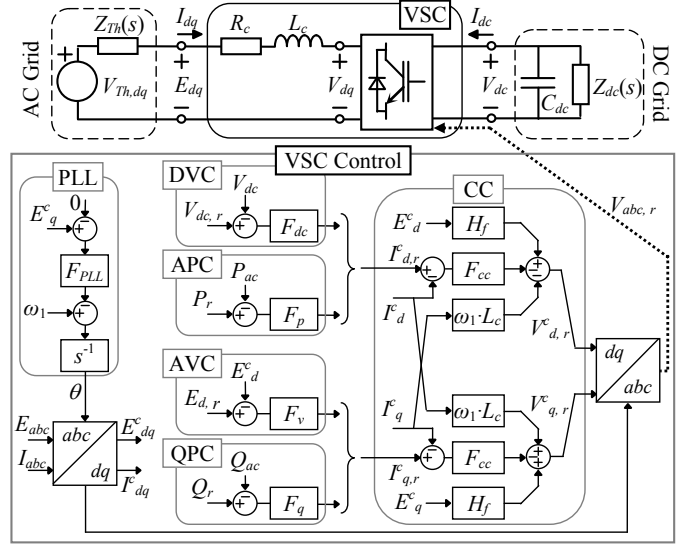 I_dq
VSC
I_dc
Z_Th(s)
R_c
L_c
AC Grid
V_Th,dq
E_dq
V_dq
V_dc
C_dc
Z_dc(s)
DC Grid
VSC Control
PLL
0
E^c_q
F_PLL
ω_1
s^-1
θ
E_abc
I_abc
abc
dq
E^c_dq
I^c_dq
DVC
V_dc
V_dc, r
F_dc
APC
P_ac
P_r
F_p
AVC
E^c_d
E_d, r
F_v
QPC
Q_ac
Q_r
F_q
CC
E^c_d
H_f
I^c_d,r
F_cc
I^c_d
ω_1·L_c
V^c_d, r
I^c_q
ω_1·L_c
V^c_q, r
I^c_q,r
F_cc
E^c_q
H_f
dq
abc
V_abc, r